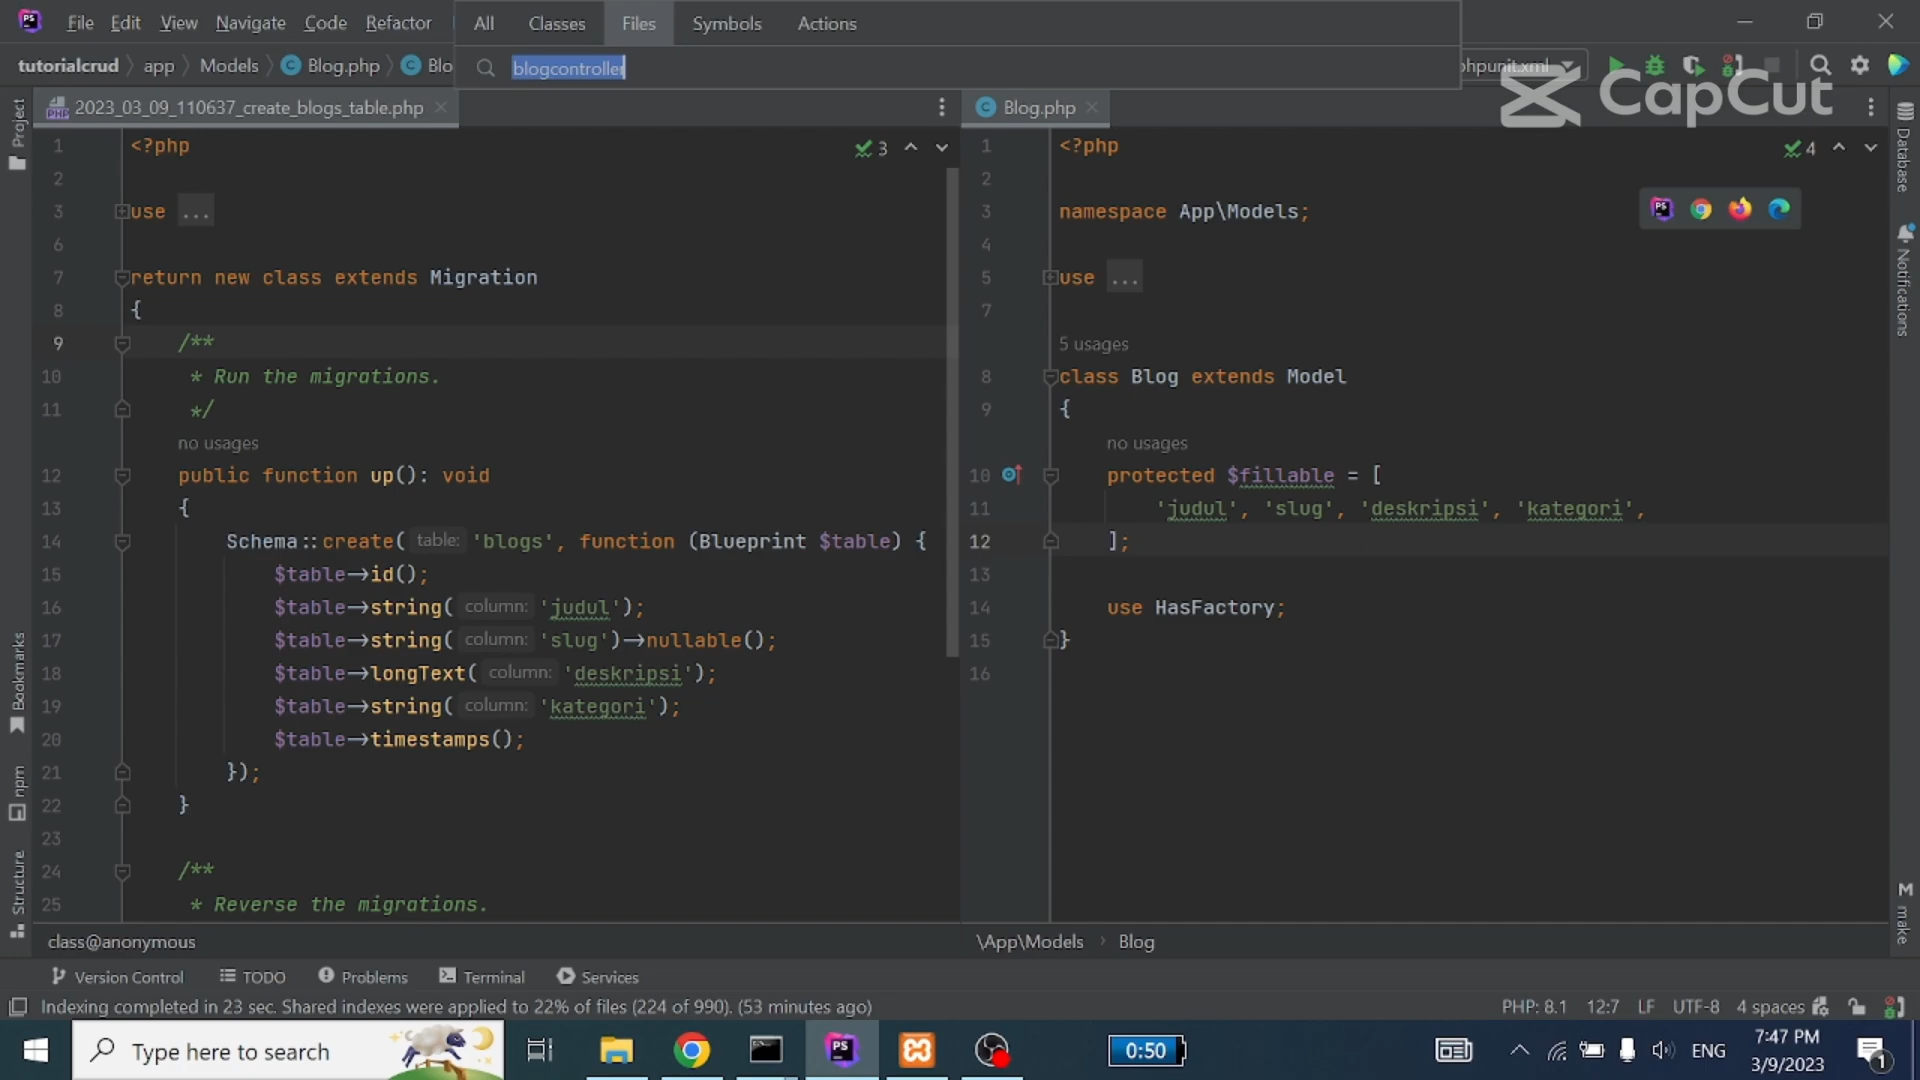 File Edit View Navigate Code Refactor
All Classes Files Symbols Actions
blogcontroller
tutorialcrud app Models Blog.php Blo
phpunit.xml
CapCut
2023_03_09_110637_create_blogs_table.php
Blog.php
Project
Bookmarks
npm
Structure
1 <?php
3
2
3 use ...
6
7 return new class extends Migration
8 {
9 /**
10 * Run the migrations.
11 */
no usages
12 public function up(): void
13 {
14 Schema::create( table: 'blogs', function (Blueprint $table) {
15 $table->id();
16 $table->string( column: 'judul');
17 $table->string( column: 'slug')->nullable();
18 $table->longText( column: 'deskripsi');
19 $table->string( column: 'kategori');
20 $table->timestamps();
21 });
22 }
23
24 /**
25 * Reverse the migrations.
class@anonymous
1 <?php
4
2
3 namespace App\Models;
4
5 use ...
7
5 usages
8 class Blog extends Model
9 {
no usages
10 protected $fillable = [
11 'judul', 'slug', 'deskripsi', 'kategori',
12 ];
13
14 use HasFactory;
15 }
16
\App\Models Blog
Database
Notifications
M make
Version Control TODO Problems Terminal Services
Indexing completed in 23 sec. Shared indexes were applied to 22% of files (224 of 990). (53 minutes ago)
PHP: 8.1 12:7 LF UTF-8 4 spaces
Type here to search
PS
0:50
ENG
7:47 PM
3/9/2023
1